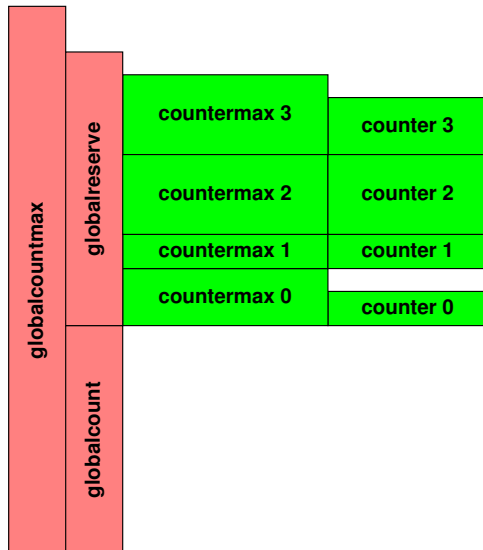 globalcountmax
globalreserve
globalcount
countermax 3
counter 3
countermax 2
counter 2
countermax 1
counter 1
countermax 0
counter 0